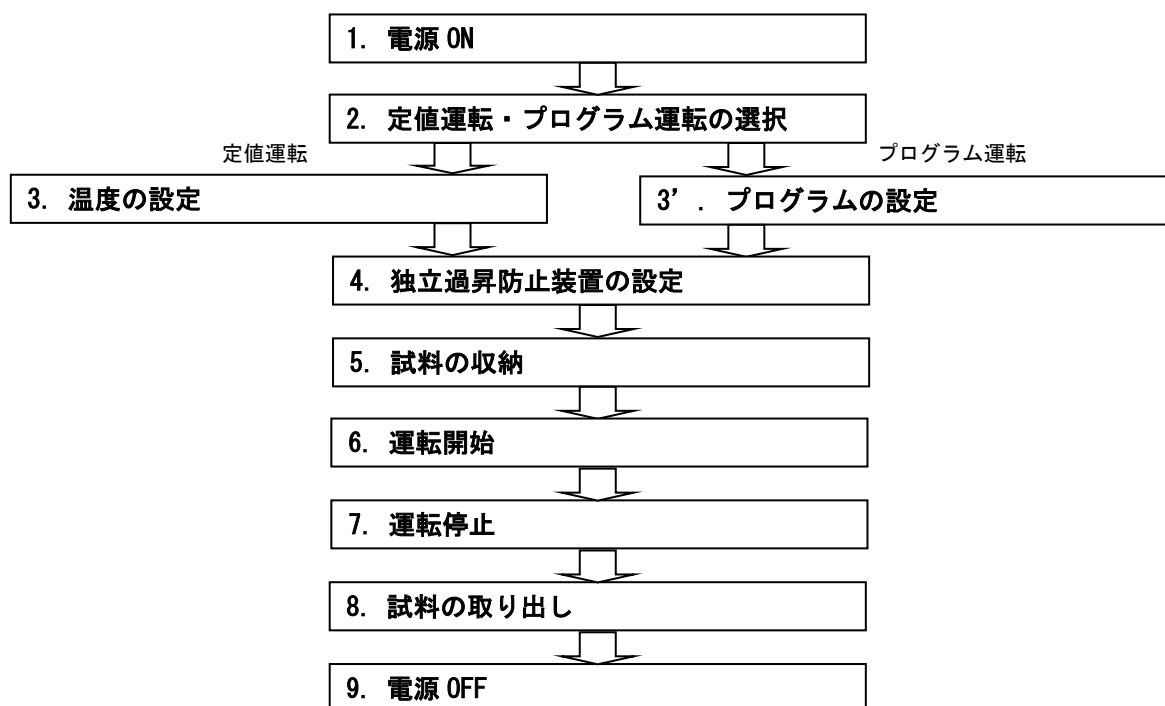 1. 電源 ON
2. 定値運転・プログラム運転の選択
定値運転
プログラム運転
3. 温度の設定
3’. プログラムの設定
4. 独立過昇防止装置の設定
5. 試料の収納
6. 運転開始
7. 運転停止
8. 試料の取り出し
9. 電源 OFF